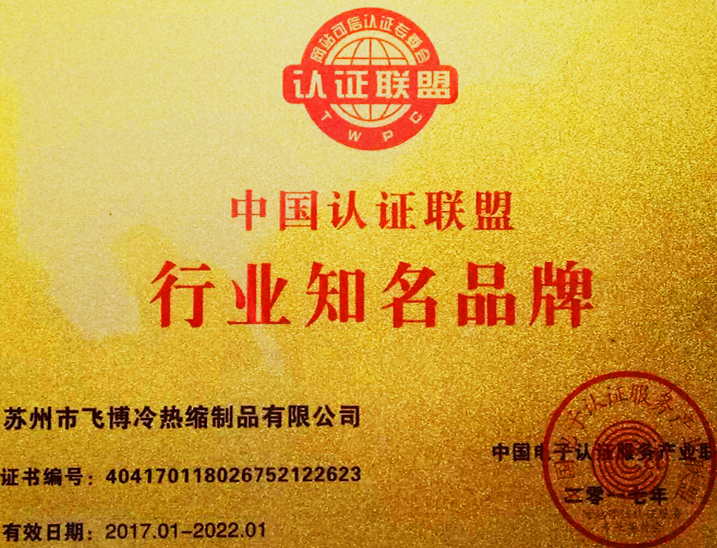 网站可信认证专委会
认证联盟
TWPC
中国认证联盟
行业知名品牌
苏州市飞博冷热缩制品有限公司
证书编号：404170118026752122623
有效日期：2017.01-2022.01
中国电子认证服务产业联
二零一七年